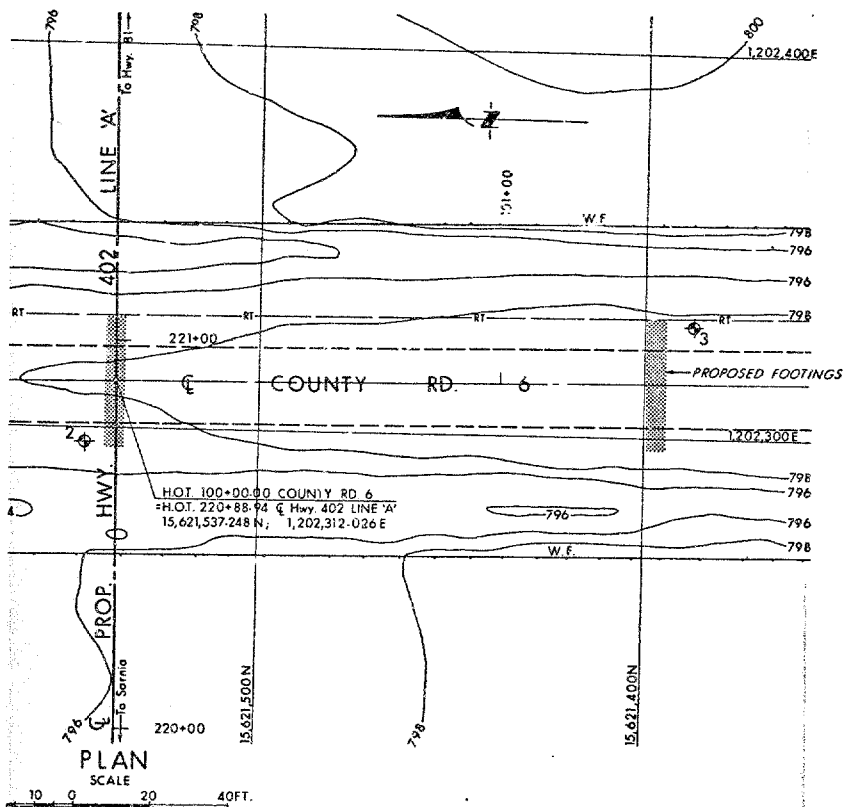 796
798
800
1,202,400E
To Hwy. 81
LINE 'A'
N
101+00
W.F.
402
798
796
796
RT
RT
RT
RT
798
221+00
3
℄ COUNTY RD. 6
PROPOSED FOOTINGS
2
1,202,300E
HWY.
798
796
H.O.T. 100+00.00 COUNTY RD 6
=H.O.T. 220+88.94 ℄ Hwy. 402 LINE 'A'
15,621,537.248 N; 1,202,312.026 E
4
796
796
798
W.F.
PROP.
15,621,500N
15,621,400N
To Sarnia
796
℄
220+00
798
PLAN
SCALE
10 0 20 40FT.